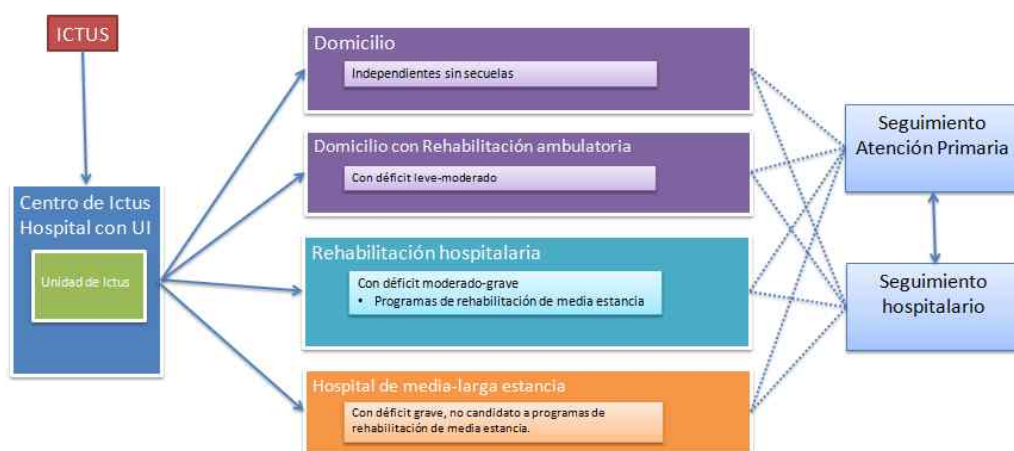 ICTUS
Centro de Ictus
Hospital con UI
Unidad de Ictus
Domicilio
Independientes sin secuelas
Domicilio con Rehabilitación ambulatoria
Con déficit leve-moderado
Rehabilitación hospitalaria
Con déficit moderado-grave
• Programas de rehabilitación de media estancia
Hospital de media-larga estancia
Con déficit grave, no candidato a programas de
rehabilitación de media estancia.
Seguimiento
Atención Primaria
Seguimiento
hospitalario